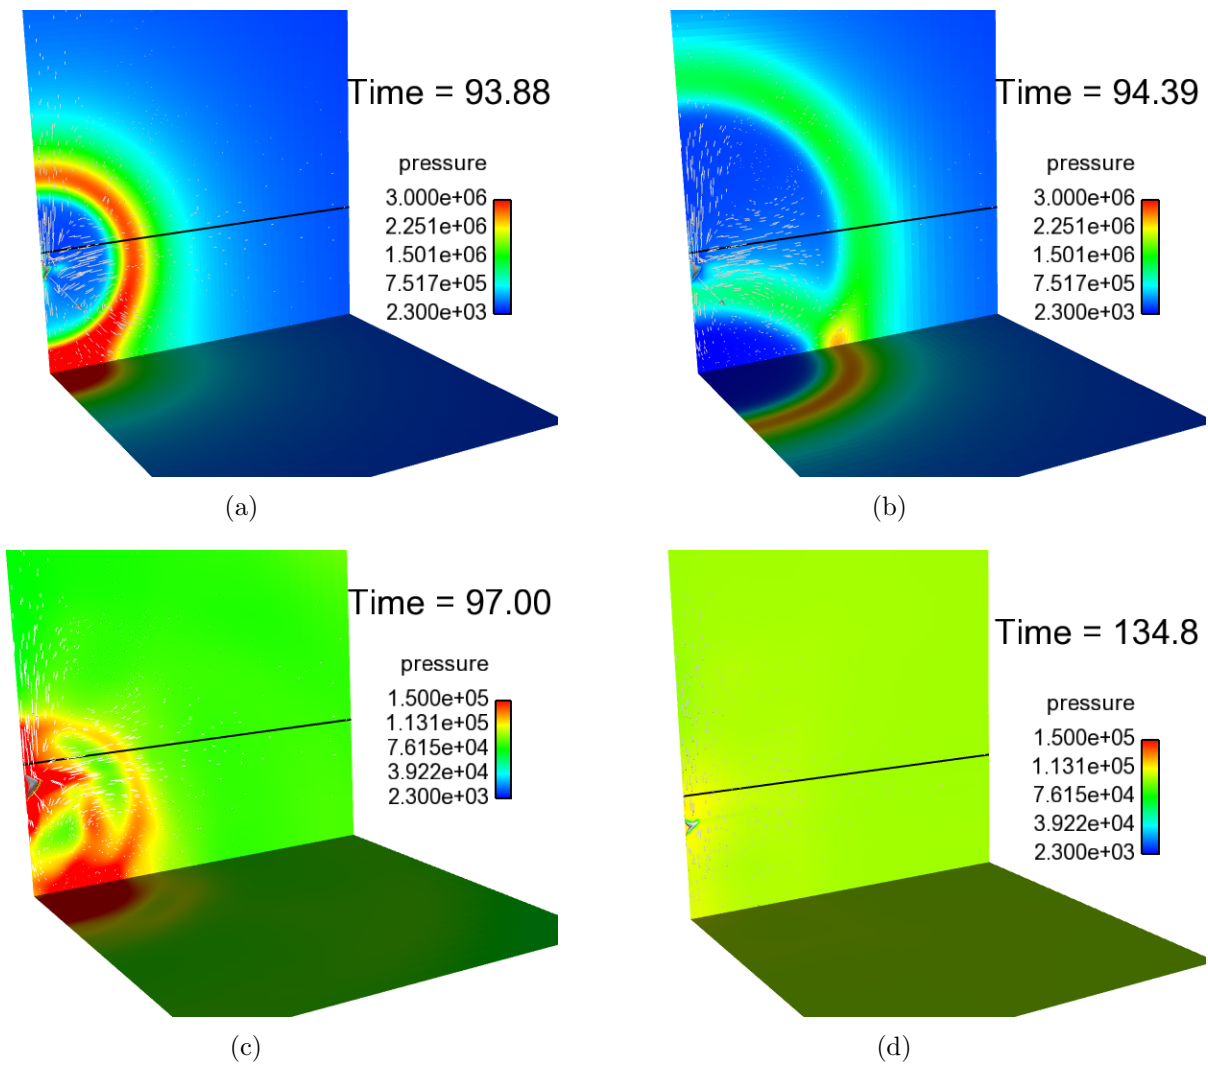 Time = 93.88
pressure
3.000e+06
2.251e+06
1.501e+06
7.517e+05
2.300e+03
(a)
Time = 94.39
pressure
3.000e+06
2.251e+06
1.501e+06
7.517e+05
2.300e+03
(b)
Time = 97.00
pressure
1.500e+05
1.131e+05
7.615e+04
3.922e+04
2.300e+03
(c)
Time = 134.8
pressure
1.500e+05
1.131e+05
7.615e+04
3.922e+04
2.300e+03
(d)